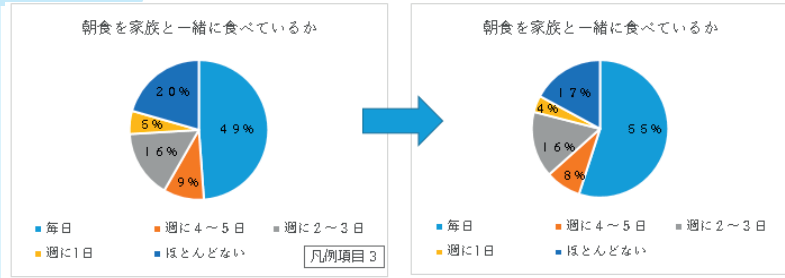 朝食を家族と一緒に食べているか
20%
49%
5%
16%
9%
毎日
週に4～5日
週に2～3日
週に1日
ほとんどない
凡例項目3
朝食を家族と一緒に食べているか
17%
4%
55%
16%
8%
毎日
週に4～5日
週に2～3日
週に1日
ほとんどない